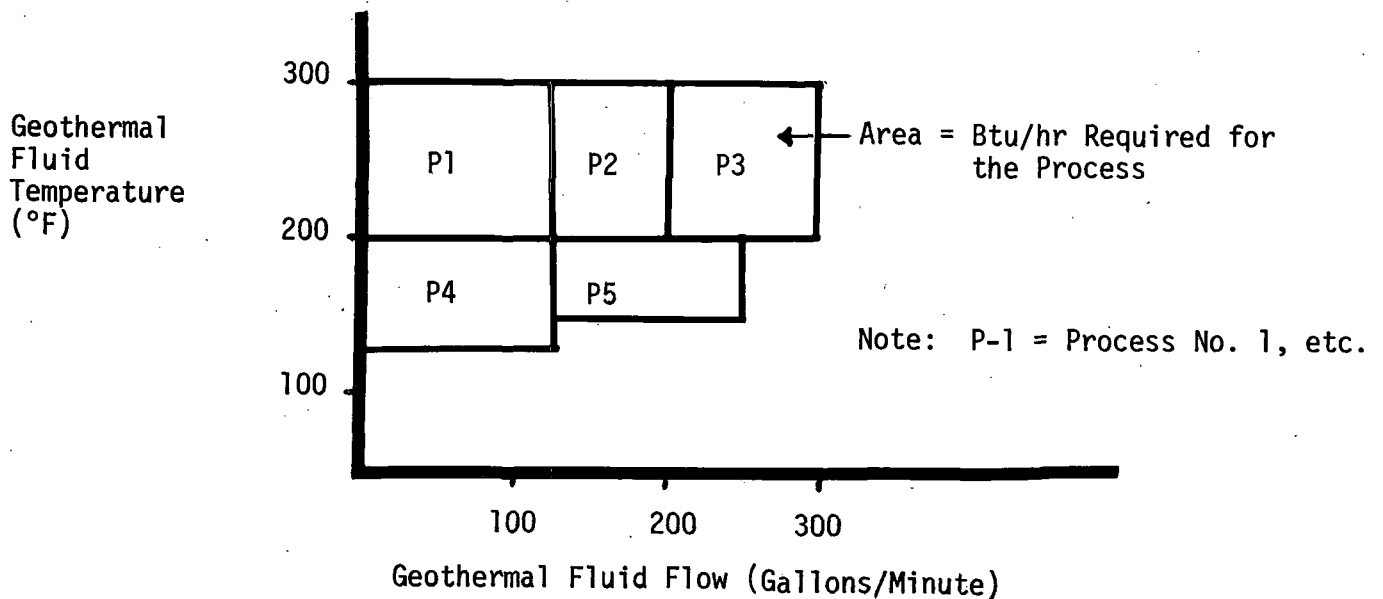 Geothermal
Fluid
Temperature
(°F)
300
200
100
P1
P2
P3
P4
P5
Area = Btu/hr Required for
the Process
Note: P-1 = Process No. 1, etc.
100
200
300
Geothermal Fluid Flow (Gallons/Minute)